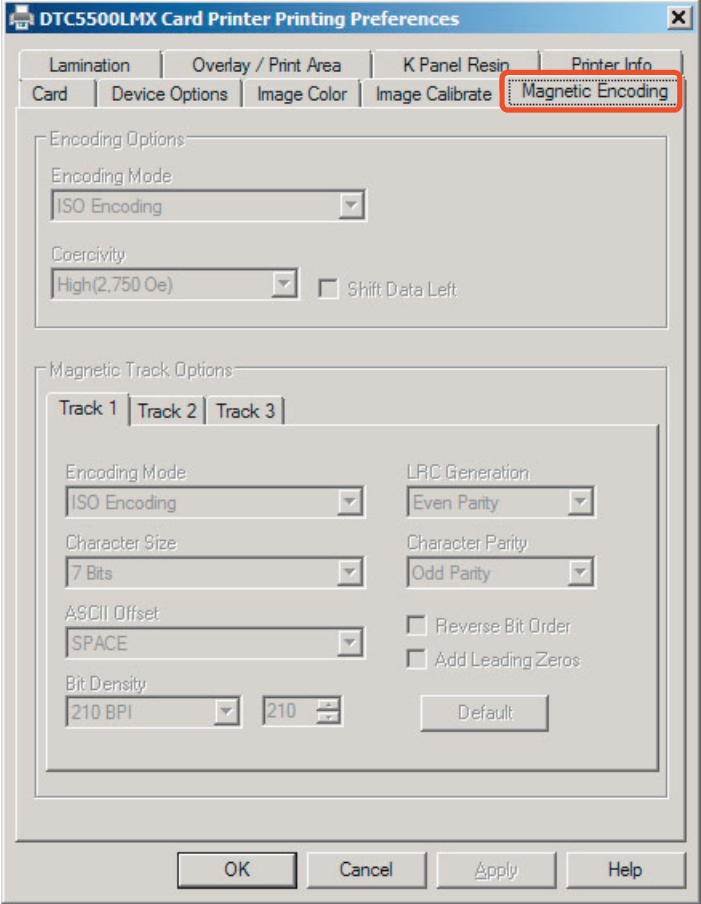 DTC5500LMX Card Printer Printing Preferences
Lamination Overlay / Print Area K Panel Resin Printer Info
Card Device Options Image Color Image Calibrate Magnetic Encoding
Encoding Options
Encoding Mode
ISO Encoding
Coercivity
High(2,750 Oe) Shift Data Left
Magnetic Track Options
Track 1 Track 2 Track 3
Encoding Mode LRC Generation
ISO Encoding Even Parity
Character Size Character Parity
7 Bits Odd Parity
ASCII Offset Reverse Bit Order
SPACE Add Leading Zeros
Bit Density
210 BPI 210 Default
OK Cancel Apply Help